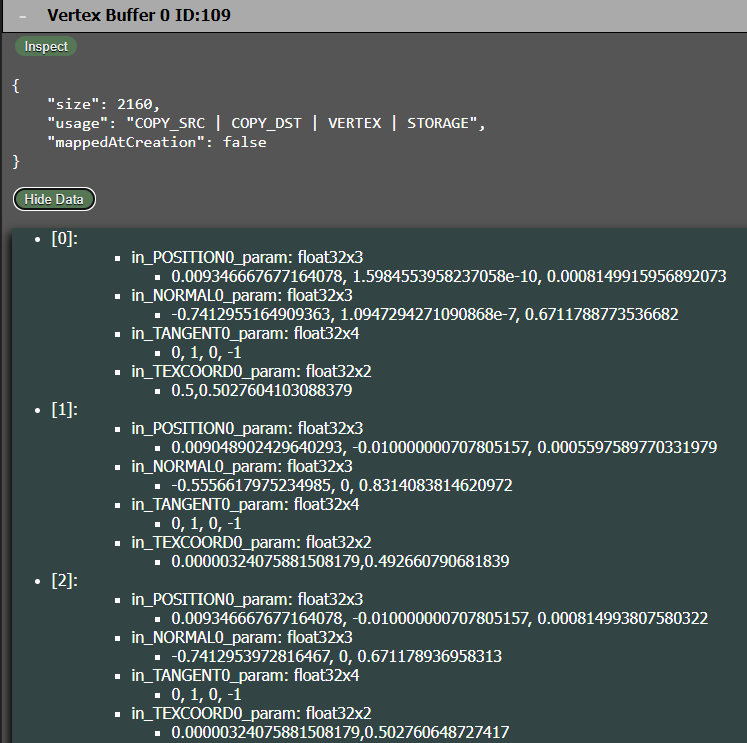 - Vertex Buffer 0 ID:109
Inspect
{
    "size": 2160,
    "usage": "COPY_SRC | COPY_DST | VERTEX | STORAGE",
    "mappedAtCreation": false
}
Hide Data
• [0]:
▪ in_POSITION0_param: float32x3
▪ 0.009346667677164078, 1.5984553958237058e-10, 0.0008149915956892073
▪ in_NORMAL0_param: float32x3
▪ -0.7412955164909363, 1.0947294271090868e-7, 0.6711788773536682
▪ in_TANGENT0_param: float32x4
▪ 0, 1, 0, -1
▪ in_TEXCOORD0_param: float32x2
▪ 0.5,0.5027604103088379
• [1]:
▪ in_POSITION0_param: float32x3
▪ 0.009048902429640293, -0.010000000707805157, 0.0005597589770331979
▪ in_NORMAL0_param: float32x3
▪ -0.5556617975234985, 0, 0.8314083814620972
▪ in_TANGENT0_param: float32x4
▪ 0, 1, 0, -1
▪ in_TEXCOORD0_param: float32x2
▪ 0.00000324075881508179,0.492660790681839
• [2]:
▪ in_POSITION0_param: float32x3
▪ 0.009346667677164078, -0.010000000707805157, 0.000814993807580322
▪ in_NORMAL0_param: float32x3
▪ -0.7412953972816467, 0, 0.671178936958313
▪ in_TANGENT0_param: float32x4
▪ 0, 1, 0, -1
▪ in_TEXCOORD0_param: float32x2
▪ 0.00000324075881508179,0.502760648727417